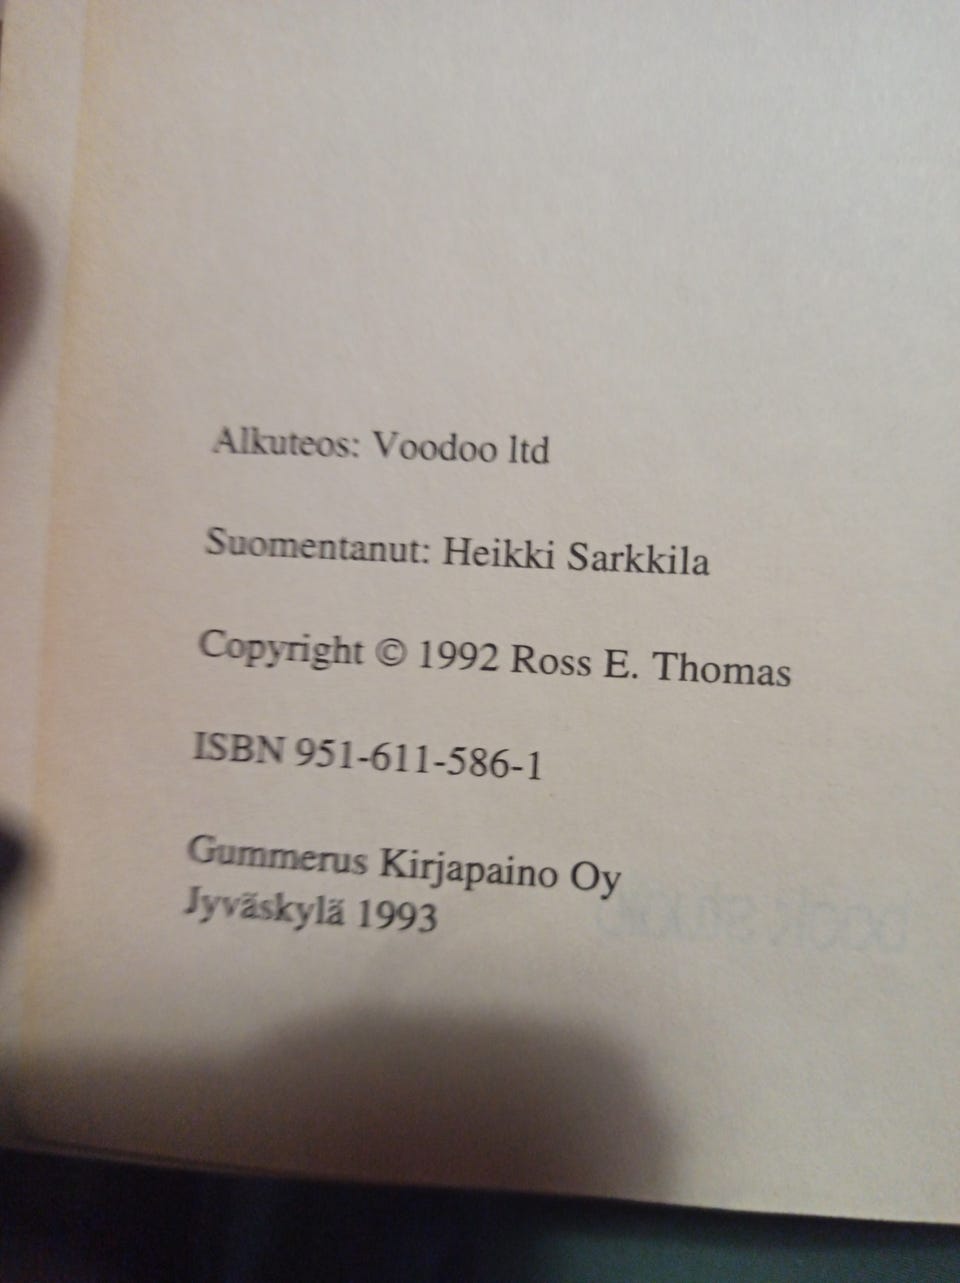 Alkuteos: Voodoo ltd
Suomentanut: Heikki Sarkkila
Copyright © 1992 Ross E. Thomas
ISBN 951-611-586-1
Gummerus Kirjapaino Oy
Jyväskylä 1993